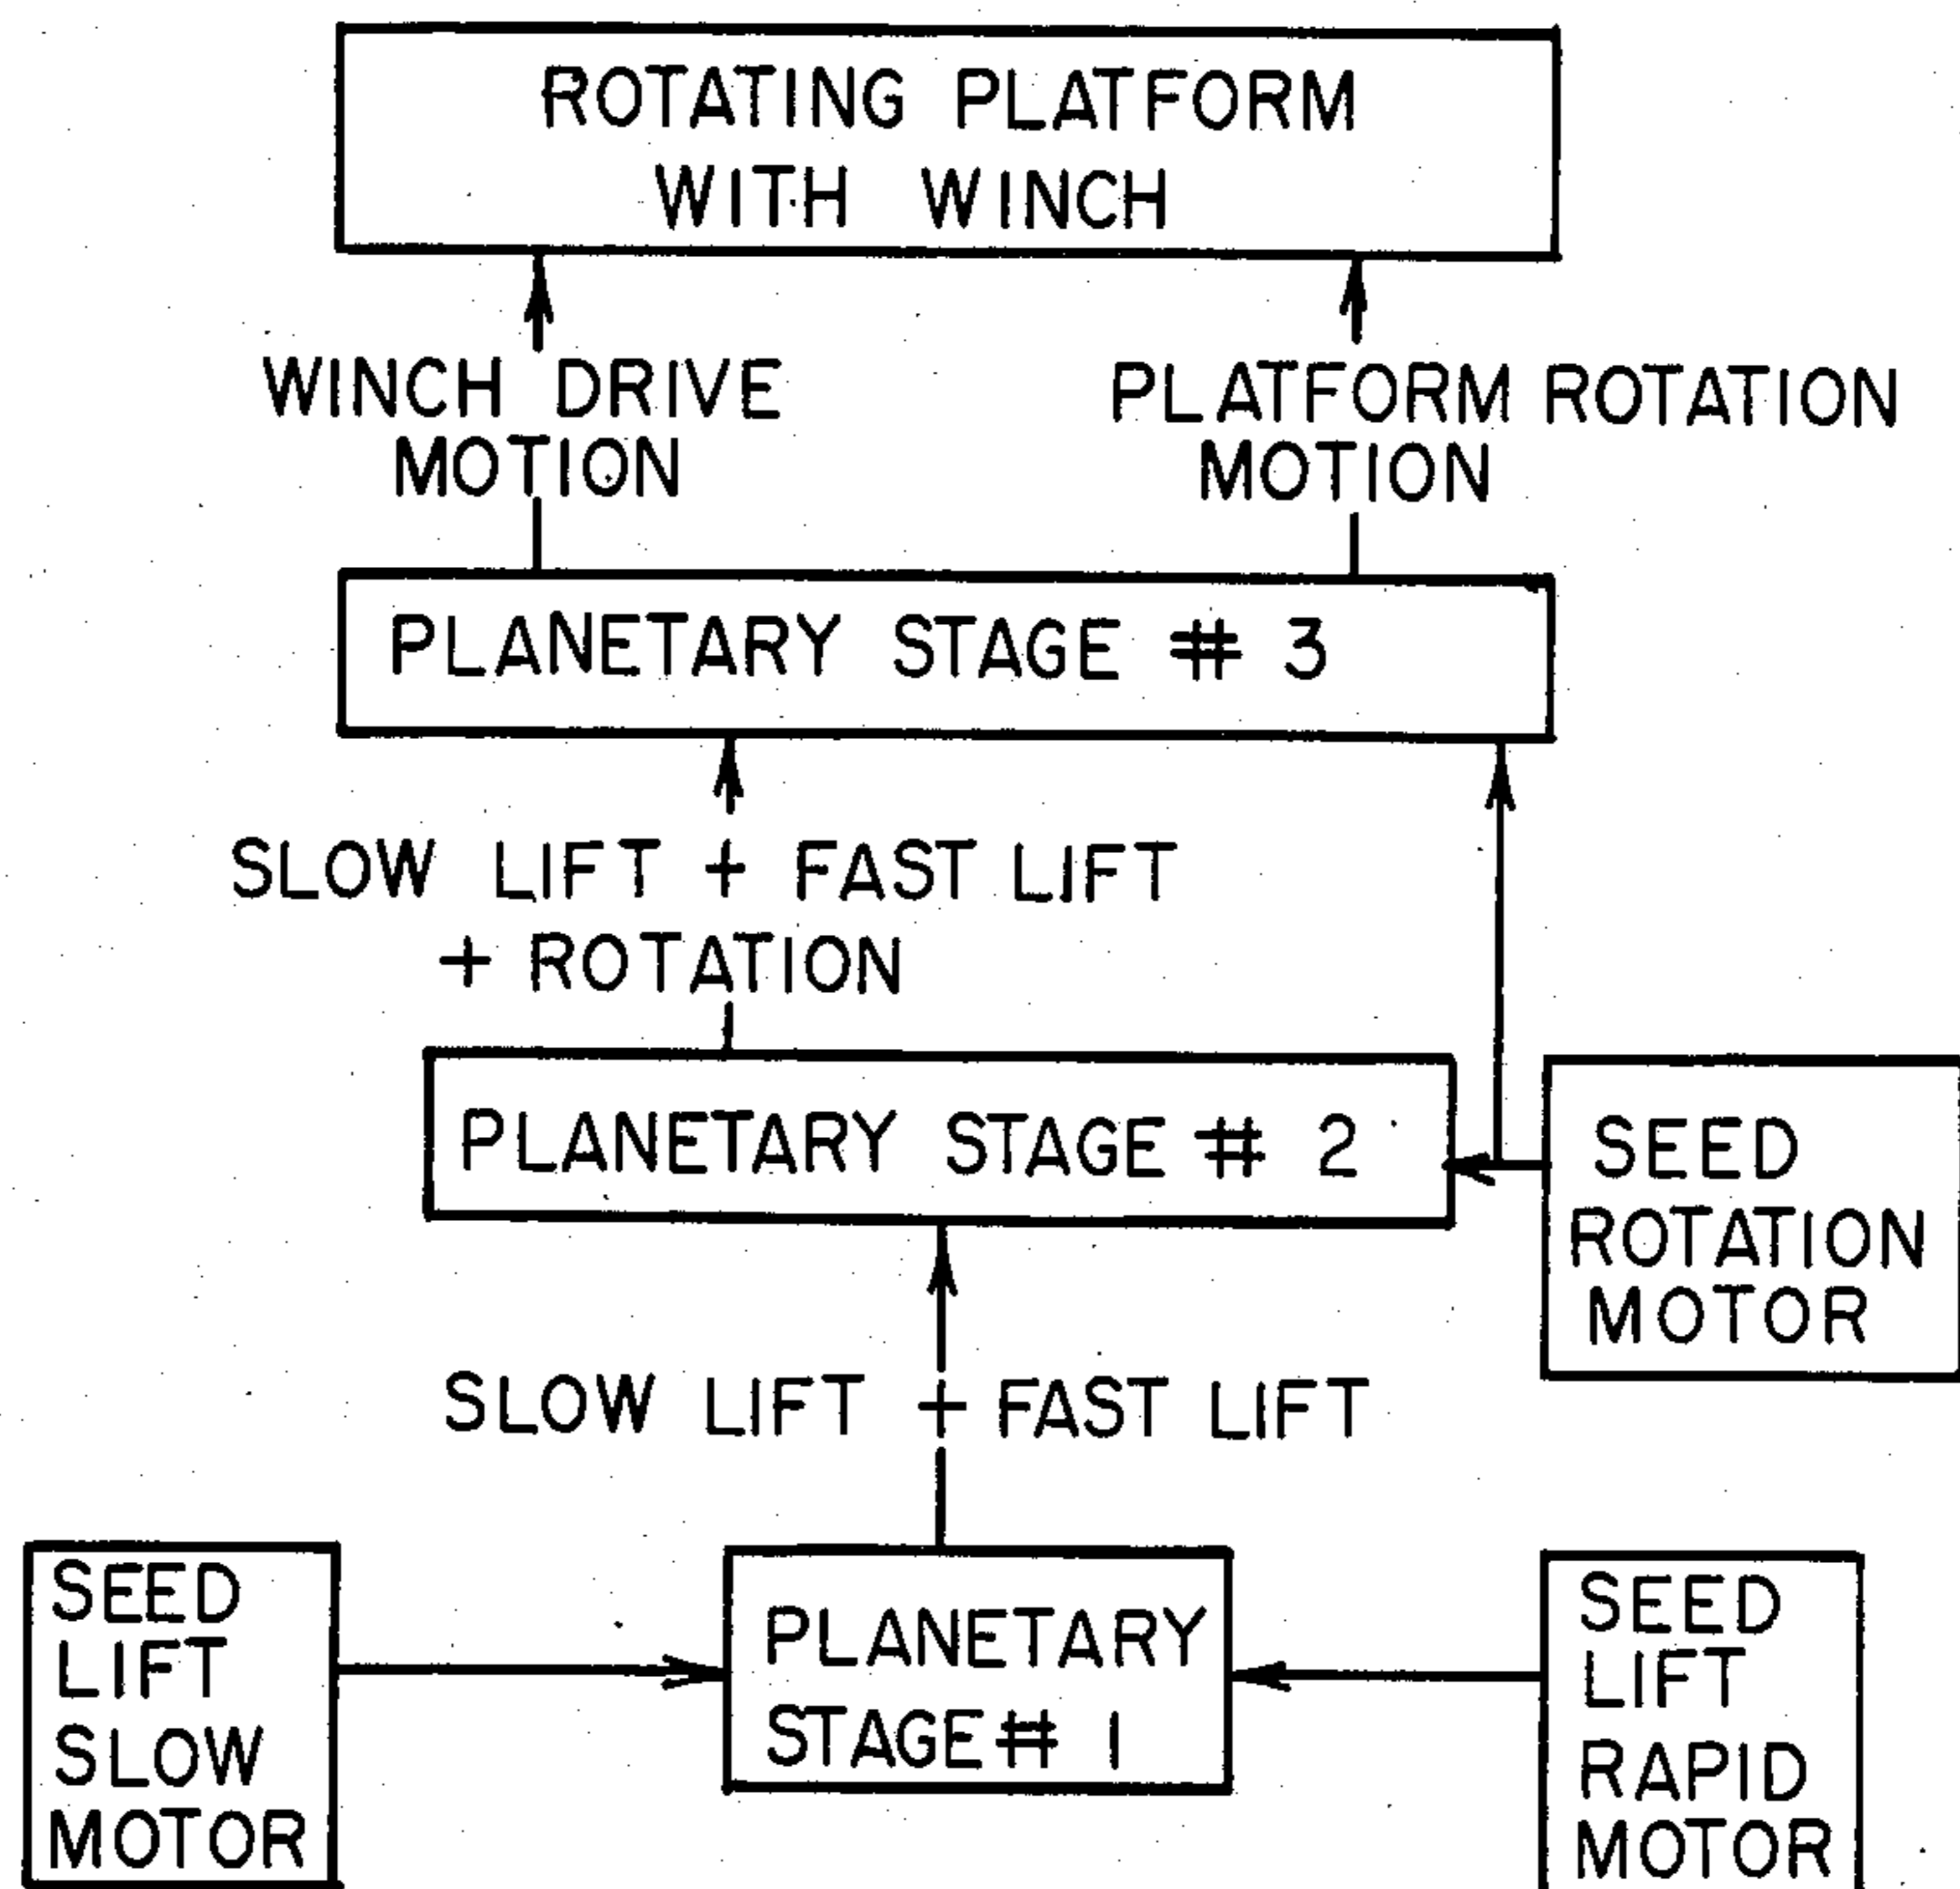 ROTATING PLATFORM
WITH WINCH
WINCH DRIVE
MOTION
PLATFORM ROTATION
MOTION
PLANETARY STAGE # 3
SLOW LIFT + FAST LIFT
+ ROTATION
PLANETARY STAGE # 2
SEED
ROTATION
MOTOR
SLOW LIFT + FAST LIFT
SEED
LIFT
SLOW
MOTOR
PLANETARY
STAGE # 1
SEED
LIFT
RAPID
MOTOR